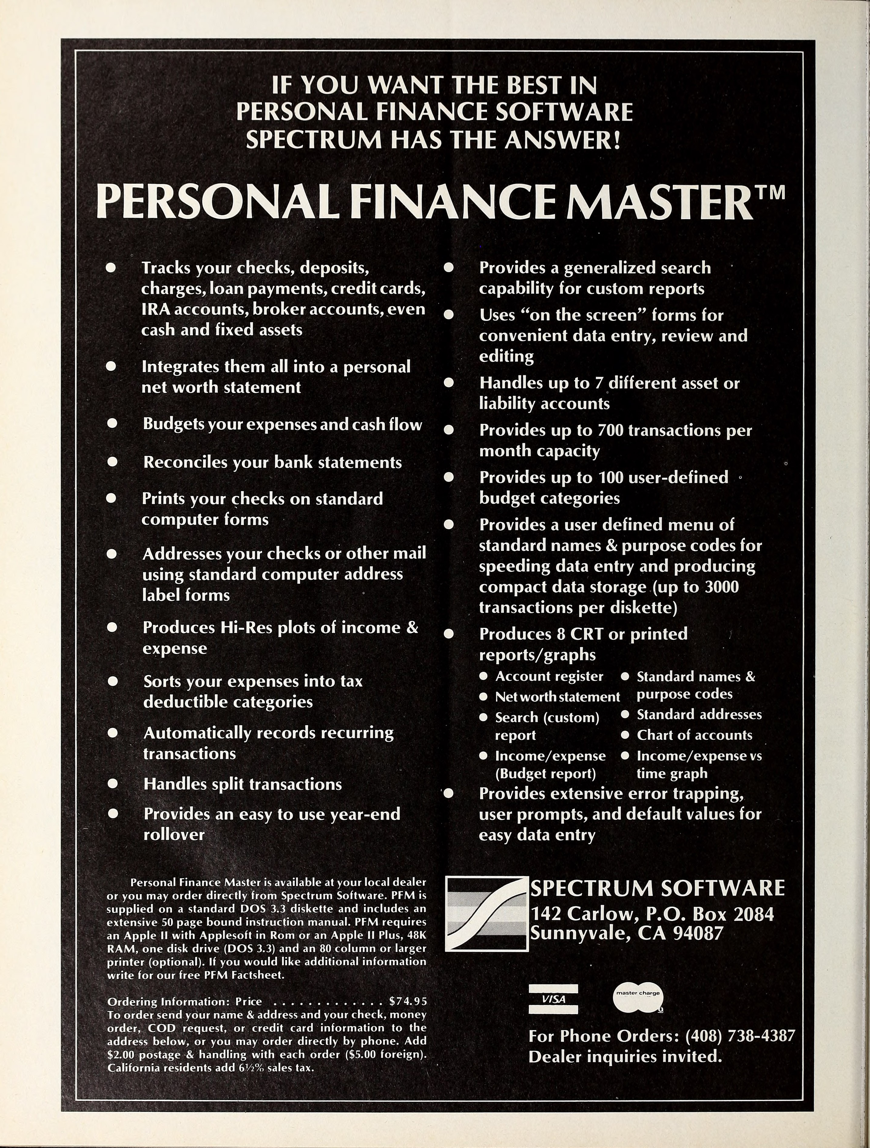 IF YOU WANT THE BEST IN
PERSONAL FINANCE SOFTWARE
SPECTRUM HAS THE ANSWER!
PERSONAL FINANCE MASTER™
● Tracks your checks, deposits,
charges, loan payments, credit cards,
IRA accounts, broker accounts, even
cash and fixed assets
● Integrates them all into a personal
net worth statement
● Budgets your expenses and cash flow
● Reconciles your bank statements
● Prints your checks on standard
computer forms
● Addresses your checks or other mail
using standard computer address
label forms
● Produces Hi-Res plots of income &
expense
● Sorts your expenses into tax
deductible categories
● Automatically records recurring
transactions
● Handles split transactions
● Provides an easy to use year-end
rollover
● Provides a generalized search
capability for custom reports
● Uses “on the screen” forms for
convenient data entry, review and
editing
● Handles up to 7 different asset or
liability accounts
● Provides up to 700 transactions per
month capacity
● Provides up to 100 user-defined
budget categories
● Provides a user defined menu of
standard names & purpose codes for
speeding data entry and producing
compact data storage (up to 3000
transactions per diskette)
● Produces 8 CRT or printed
reports/graphs
● Account register
● Net worth statement
● Search (custom)
report
● Income/expense
(Budget report)
● Standard names &
purpose codes
● Standard addresses
● Chart of accounts
● Income/expense vs
time graph
● Provides extensive error trapping,
user prompts, and default values for
easy data entry
Personal Finance Master is available at your local dealer
or you may order directly from Spectrum Software. PFM is
supplied on a standard DOS 3.3 diskette and includes an
extensive 50 page bound instruction manual. PFM requires
an Apple II with Applesoft in Rom or an Apple II Plus, 48K
RAM, one disk drive (DOS 3.3) and an 80 column or larger
printer (optional). If you would like additional information
write for our free PFM Factsheet.
Ordering Information: Price . . . . . . . . . . . . . $74.95
To order send your name & address and your check, money
order, COD request, or credit card information to the
address below, or you may order directly by phone. Add
$2.00 postage & handling with each order ($5.00 foreign).
California residents add 6½% sales tax.
SPECTRUM SOFTWARE
142 Carlow, P.O. Box 2084
Sunnyvale, CA 94087
VISA
master charge
For Phone Orders: (408) 738-4387
Dealer inquiries invited.